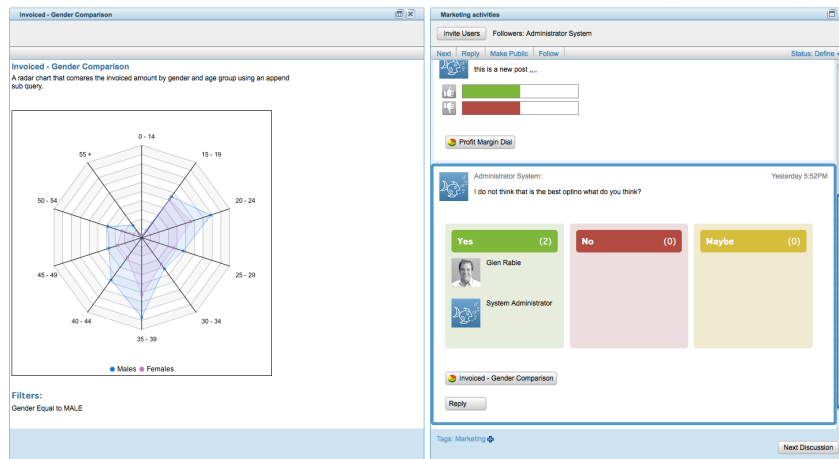 Invoiced - Gender Comparison
Invoiced - Gender Comparison
A radar chart that comares the invoiced amount by gender and age group using an append
sub query.
0 - 14
55 +
15 - 19
50 - 54
20 - 24
45 - 49
25 - 29
40 - 44
30 - 34
35 - 39
Males Females
Filters:
Gender Equal to MALE
Marketing activities
Invite Users Followers: Administrator System
Next Reply Make Public Follow Status: Define
this is a new post ,,,,
Profit Margin Dial
Administrator System: Yesterday 5:52PM
I do not think that is the best optino what do you think?
Yes (2) No (0) Maybe (0)
Glen Rabie
System Administrator
Invoiced - Gender Comparison
Reply
Tags: Marketing
Next Discussion